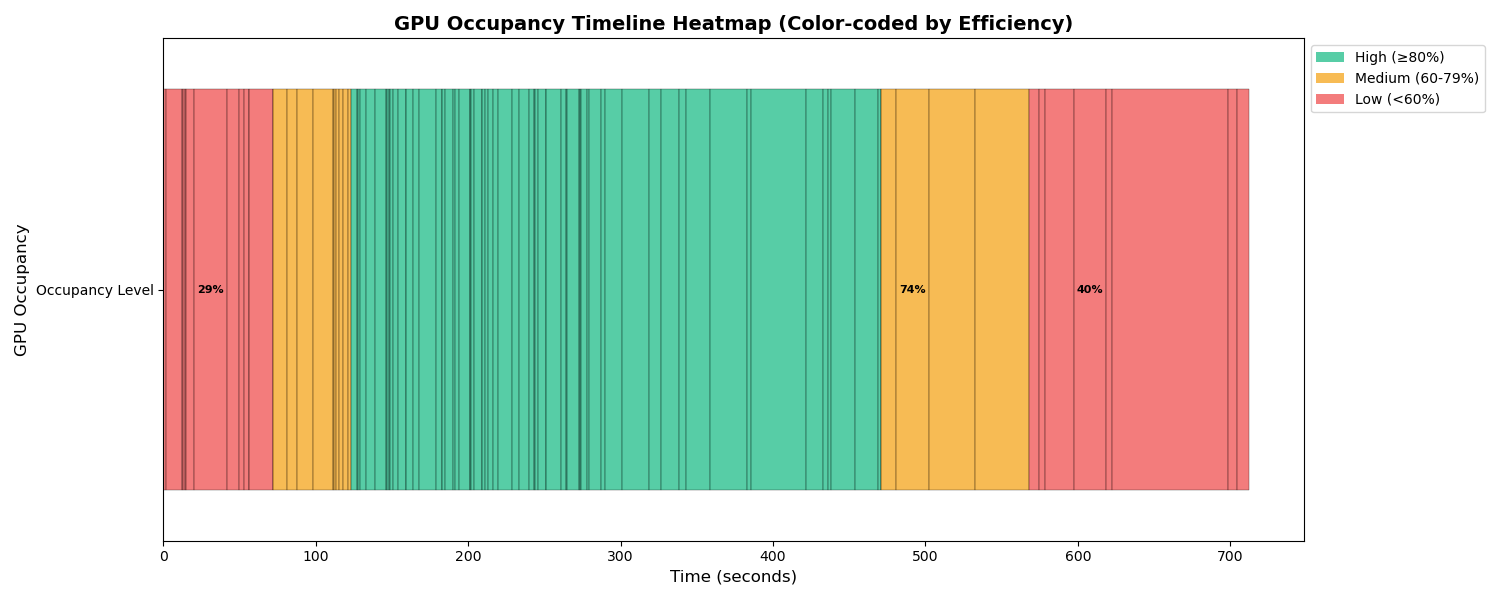 GPU Occupancy Timeline Heatmap (Color-coded by Efficiency)
High (≥80%)
Medium (60-79%)
Low (<60%)
GPU Occupancy
Occupancy Level
29%
74%
40%
0 100 200 300 400 500 600 700
Time (seconds)